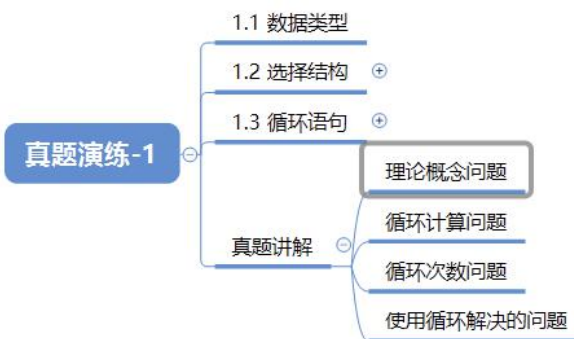 真题演练-1
1.1 数据类型
1.2 选择结构
1.3 循环语句
真题讲解
理论概念问题
循环计算问题
循环次数问题
使用循环解决的问题